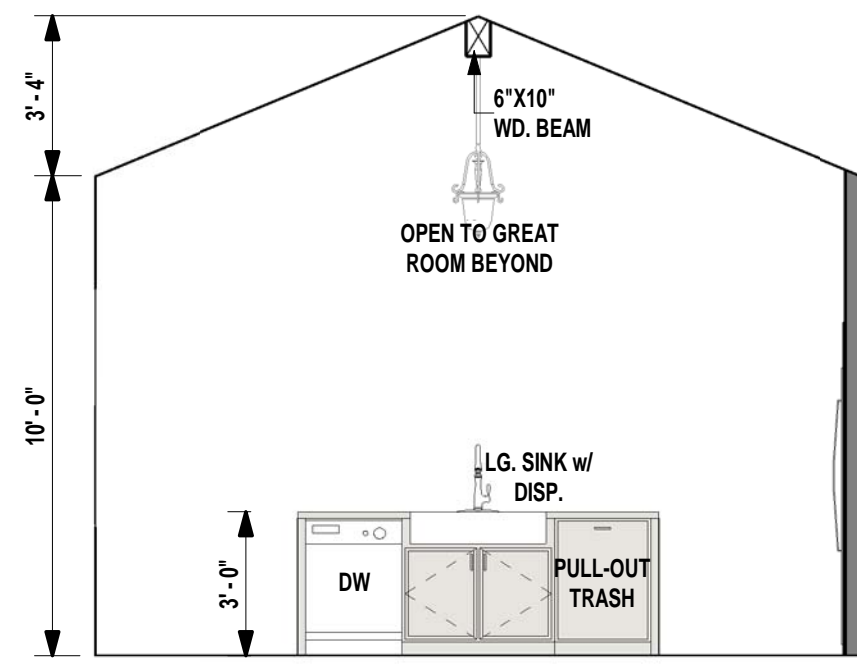 3' - 4"
6"X10"
WD. BEAM
OPEN TO GREAT
ROOM BEYOND
10' - 0"
LG. SINK w/
DISP.
3' - 0"
DW
PULL-OUT
TRASH